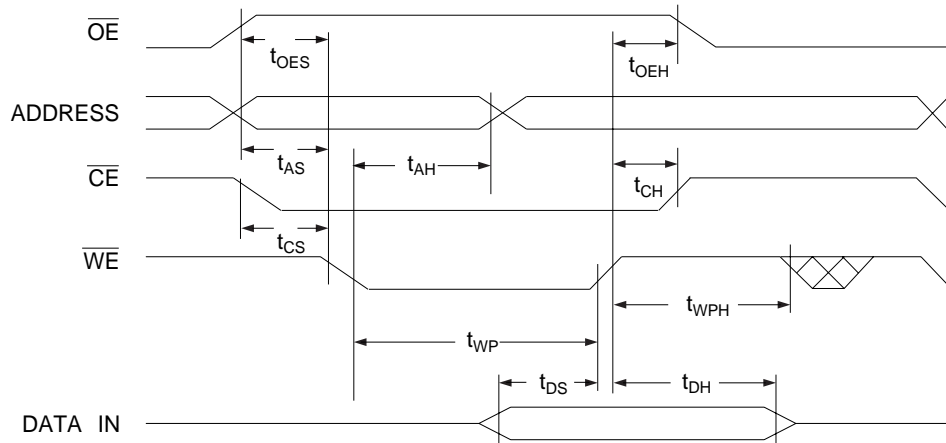 OE
tOES
tOEH
ADDRESS
tAS
tAH
CE
tCH
tCS
WE
tWPH
tWP
tDS
tDH
DATA IN